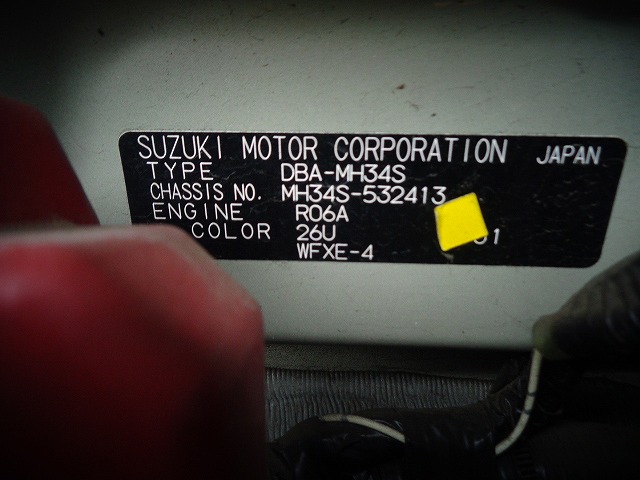 SUZUKI MOTOR CORPORATION JAPAN
TYPE DBA-MH34S
CHASSIS NO. MH34S-532413
ENGINE R06A
COLOR 26U
WFXE-4